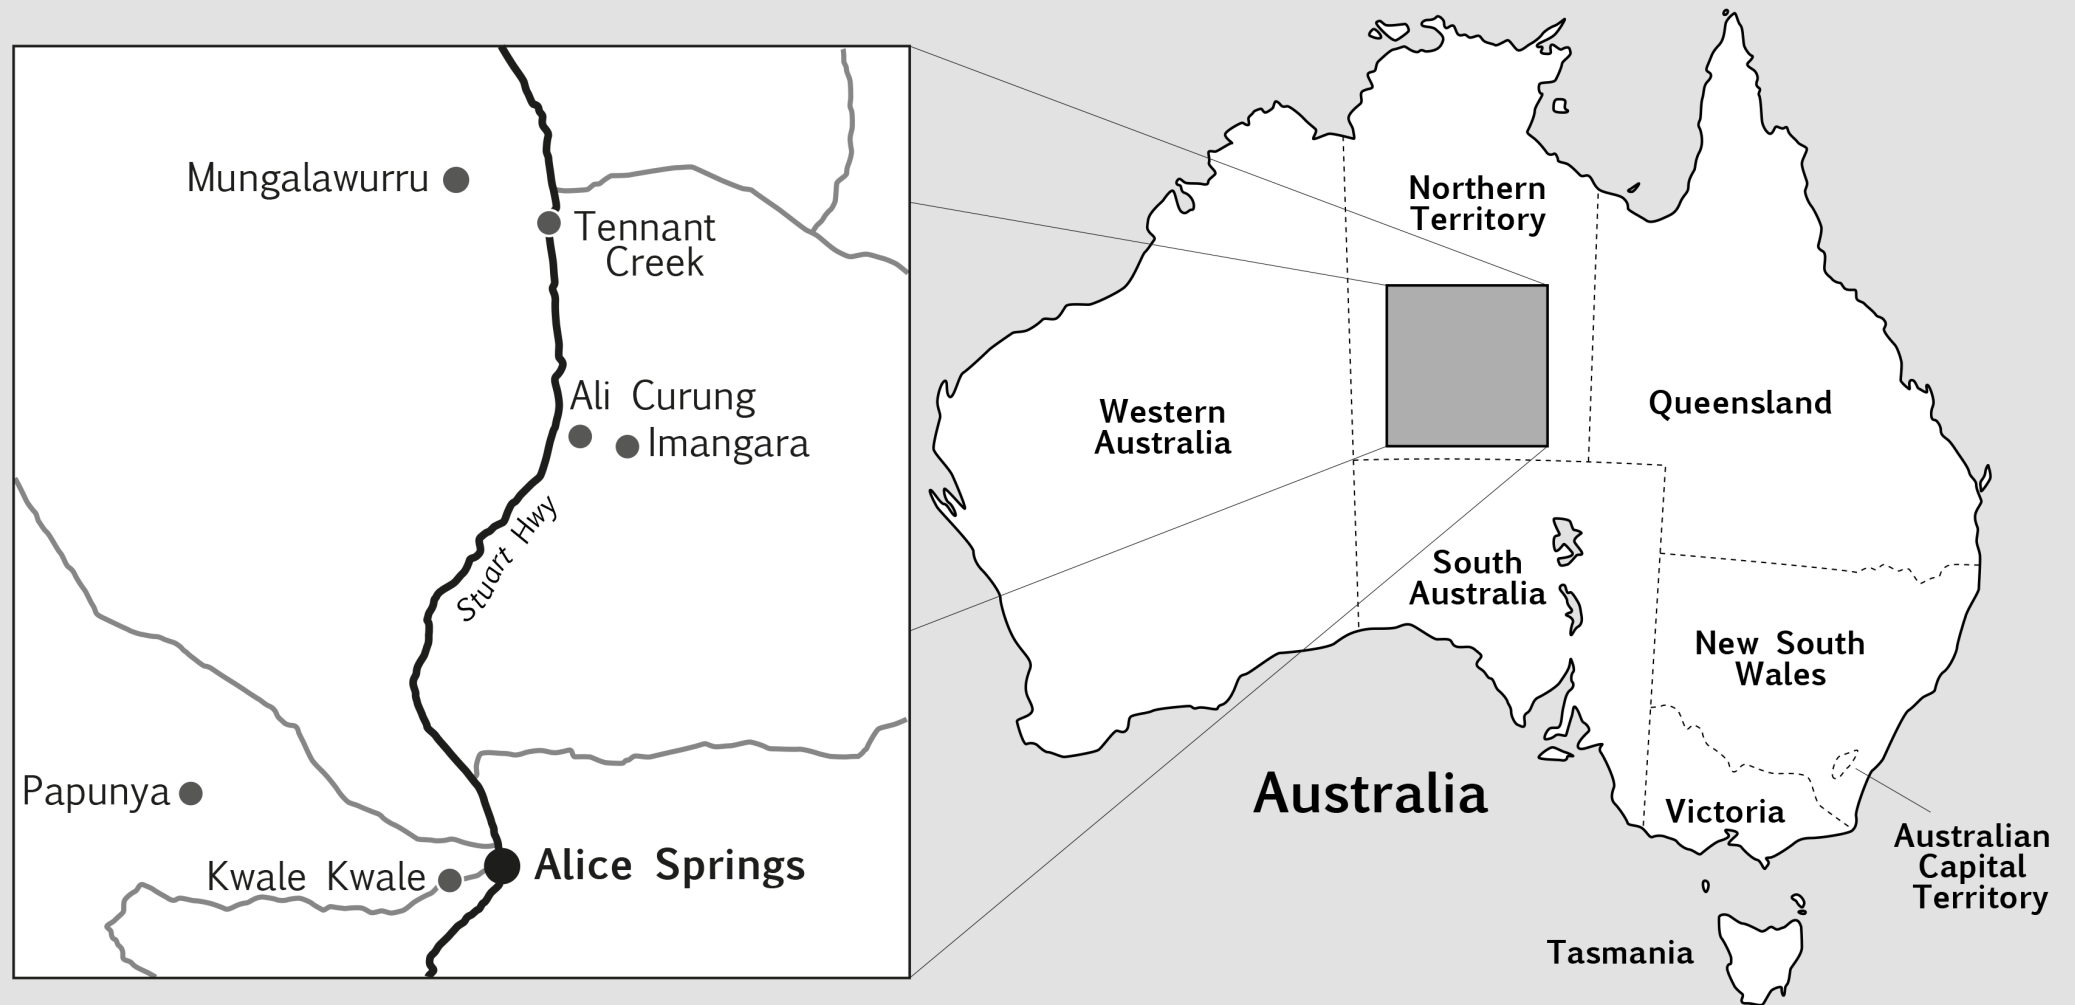 Mungalawurru
Tennant
Creek
Ali Curung
Imangara
Stuart Hwy
Papunya
Kwale Kwale
Alice Springs
Northern
Territory
Western
Australia
Queensland
South
Australia
New South
Wales
Victoria
Australia
Australian
Capital
Territory
Tasmania